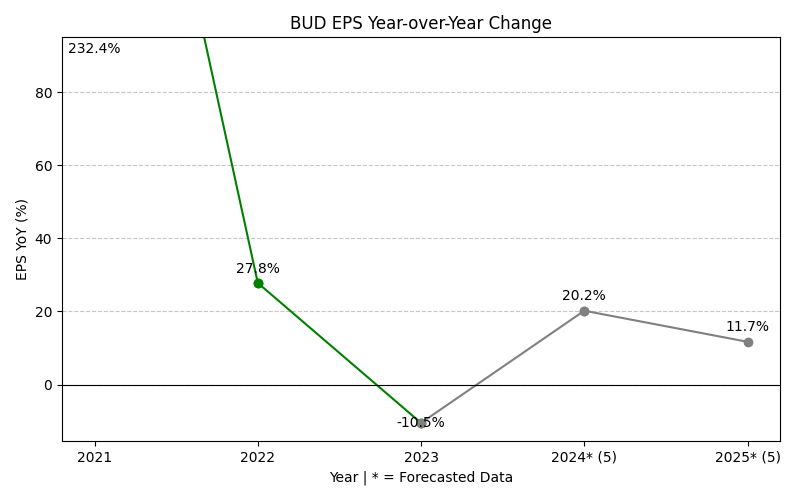 BUD EPS Year-over-Year Change
232.4%
80
60
40
27.8%
20.2%
20
11.7%
0
-10.5%
EPS YoY (%)
2021 2022 2023 2024* (5) 2025* (5)
Year | * = Forecasted Data